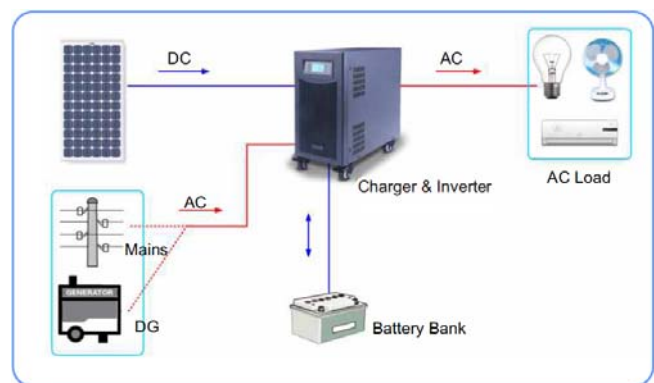 DC
AC
Charger & Inverter
AC Load
AC
Mains
GENERATOR
DG
Battery Bank